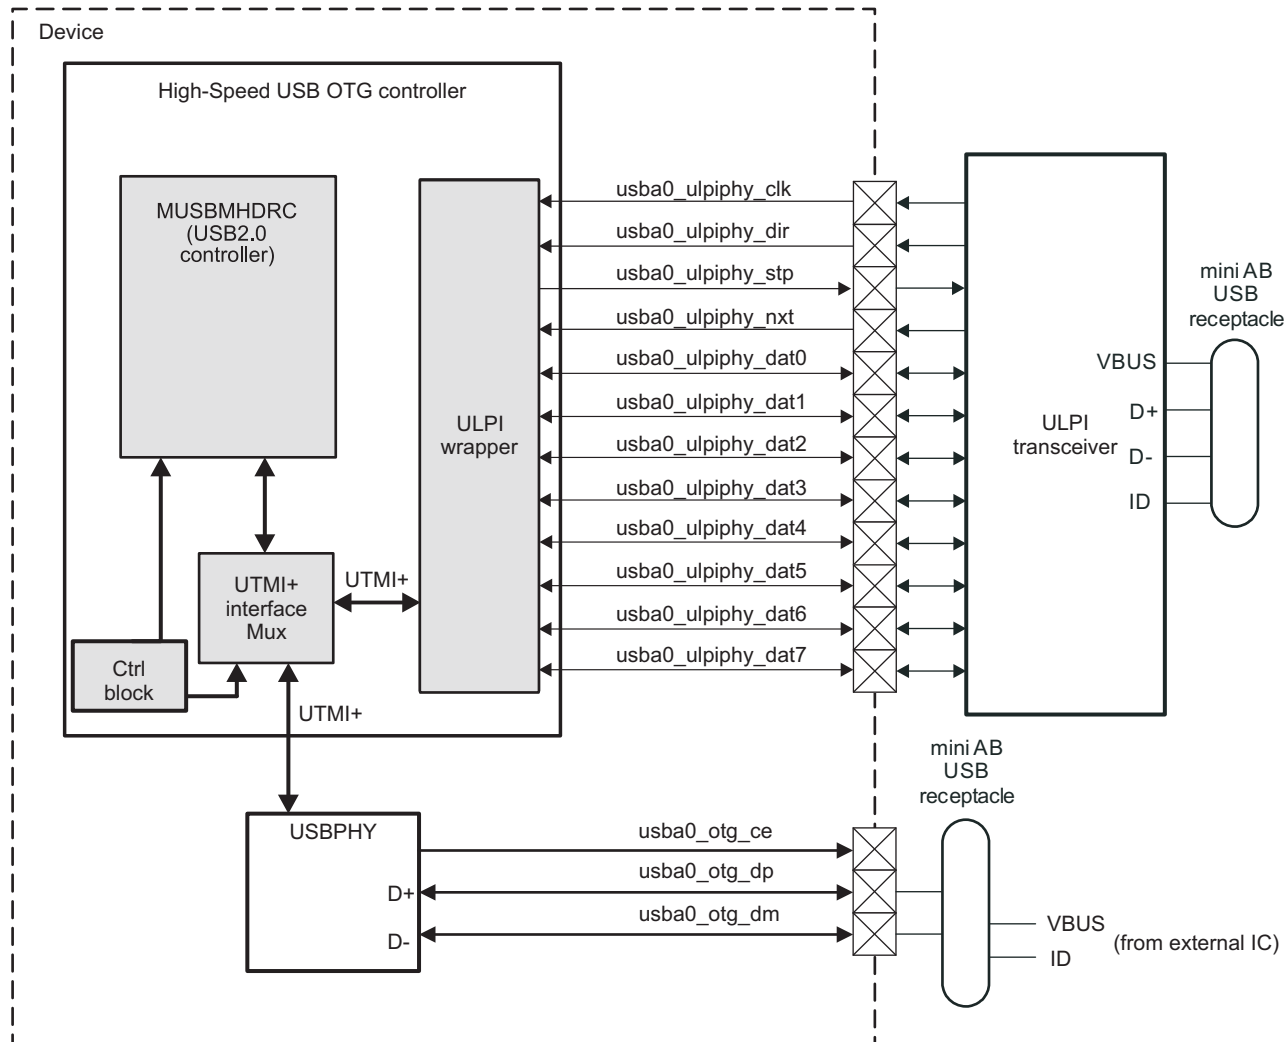 Device
High-Speed USB OTG controller
MUSBMHDRC
(USB2.0
controller)
UTMI+
interface
Mux
Ctrl
block
UTMI+
UTMI+
ULPI
wrapper
usba0_ulpiphy_clk
usba0_ulpiphy_dir
usba0_ulpiphy_stp
usba0_ulpiphy_nxt
usba0_ulpiphy_dat0
usba0_ulpiphy_dat1
usba0_ulpiphy_dat2
usba0_ulpiphy_dat3
usba0_ulpiphy_dat4
usba0_ulpiphy_dat5
usba0_ulpiphy_dat6
usba0_ulpiphy_dat7
ULPI
transceiver
VBUS
D+
D-
ID
mini AB
USB
receptacle
USBPHY
D+
D-
usba0_otg_ce
usba0_otg_dp
usba0_otg_dm
mini AB
USB
receptacle
VBUS
ID
(from external IC)